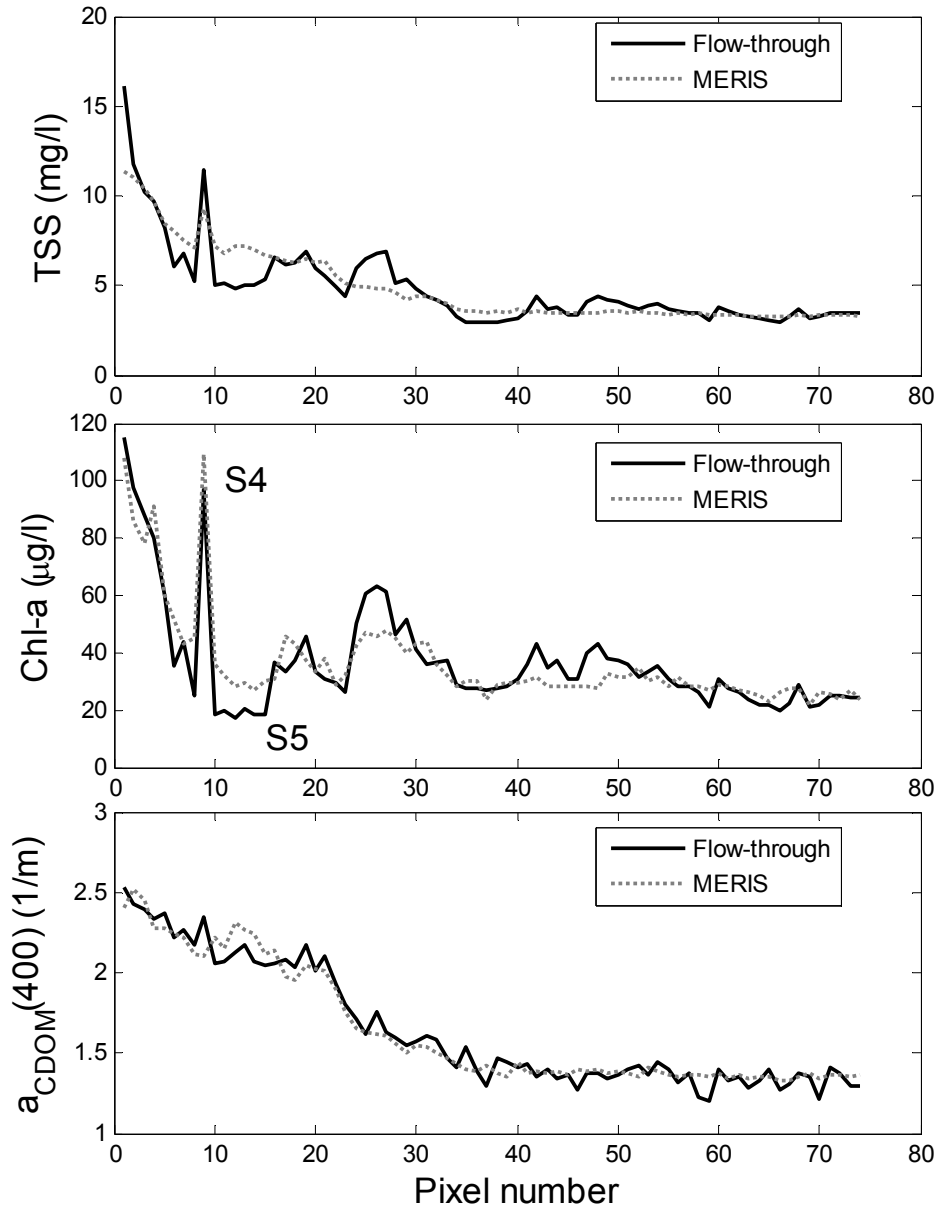 20
15
10
5
0
TSS (mg/l)
Flow-through
MERIS
0 10 20 30 40 50 60 70 80
120
100
80
60
40
20
0
Chl-a (μg/l)
Flow-through
MERIS
S4
S5
0 10 20 30 40 50 60 70 80
3
2.5
2
1.5
1
a_CDOM(400) (1/m)
Flow-through
MERIS
0 10 20 30 40 50 60 70 80
Pixel number